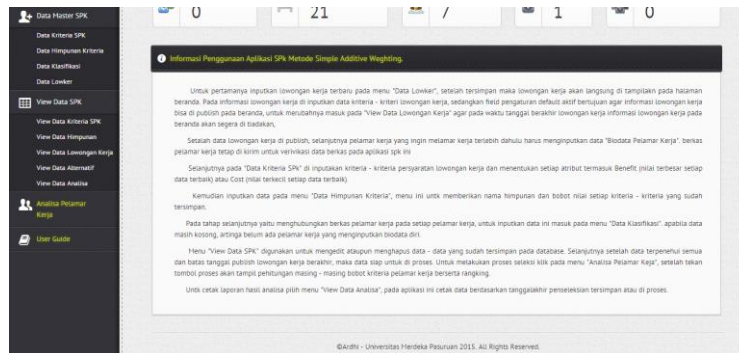 Data Master SPK
0
21
7
1
0
Data Kriteria SPK
Data Himpunan Kriteria
Data Klasifikasi
Data Lowker
View Data SPK
View Data Kriteria SPK
View Data Himpunan
View Data Lowongan Kerja
View Data Alternatif
View Data Analisa
Analisa Pelamar
Kerja
User Guide
Informasi Penggunaan Aplikasi SPk Metode Simple Additive Weghting.
Untuk pertamanya inputkan lowongan kerja terbaru pada menu "Data Lowker", setelah tersimpan maka lowongan kerja akan langsung di tampilakn pada halaman
beranda. Pada informasi lowongan kerja di inputkan data kriteria - kriteri lowongan kerja, sedangkan field pengaturan default aktif bertujuan agar informasi lowongan kerja
bisa di publish pada beranda, untuk merubahnya masuk pada "View Data Lowongan Kerja" agar pada waktu tanggal berakhir lowongan kerja informasi lowongan kerja pada
beranda akan segera di tiadakan,
Setalah data lowongan kerja di publish, selanjutnya pelamar kerja yang ingin melamar kerja terlebih dahulu harus menginputkan data "Biodata Pelamar Kerja". berkas
pelamar kerja tetap di kirim untuk verivikasi data berkas pada aplikasi spk ini
Selanjutnya pada "Data Kriteria SPk" di inputakan kriteria - kriteria persyaratan lowongan kerja dan menentukan setiap atribut termasuk Benefit (nilai terbesar setiap
data terbaik) atau Cost (nilai terkecil setiap data terbaik).
Kemudian inputkan data pada menu "Data Himpunan Kriteria", menu ini untk memberikan nama himpunan dan bobot nilai setiap kriteria - kriteria yang sudah
tersimpan.
Pada tahap selanjutnya yaitu menghubungkan berkas pelamar kerja pada setiap pelamar kerja, untuk inputkan data ini masuk pada menu "Data Klasifikasi". apabila data
masih kosong, artinga belum ada pelamar kerja yang menginputkan biodata diri.
Menu "View Data SPK" digunakan untuk mengedit ataupun menghapus data - data yang sudah tersimpan pada database. Selanjutnya setelah data terpenehui semua
dan batas tanggal publish lowongan kerja berakhir, maka data siap untuk di proses. Untuk melakukan proses seleksi klik pada menu "Analisa Pelamar Keja", setelah tekan
tombol proses akan tampil pehitungan masing - masing bobot kriteria pelamar kerja berserta rangking.
Untk cetak laporan hasli analisa pilih menu "View Data Analisa", pada aplikasi ini cetak data berdasarkan tanggalakhir penseleksian tersimpan atau di proses.
©Ardhi - Universitas Merdeka Pasuruan 2015. All Rights Reserved.